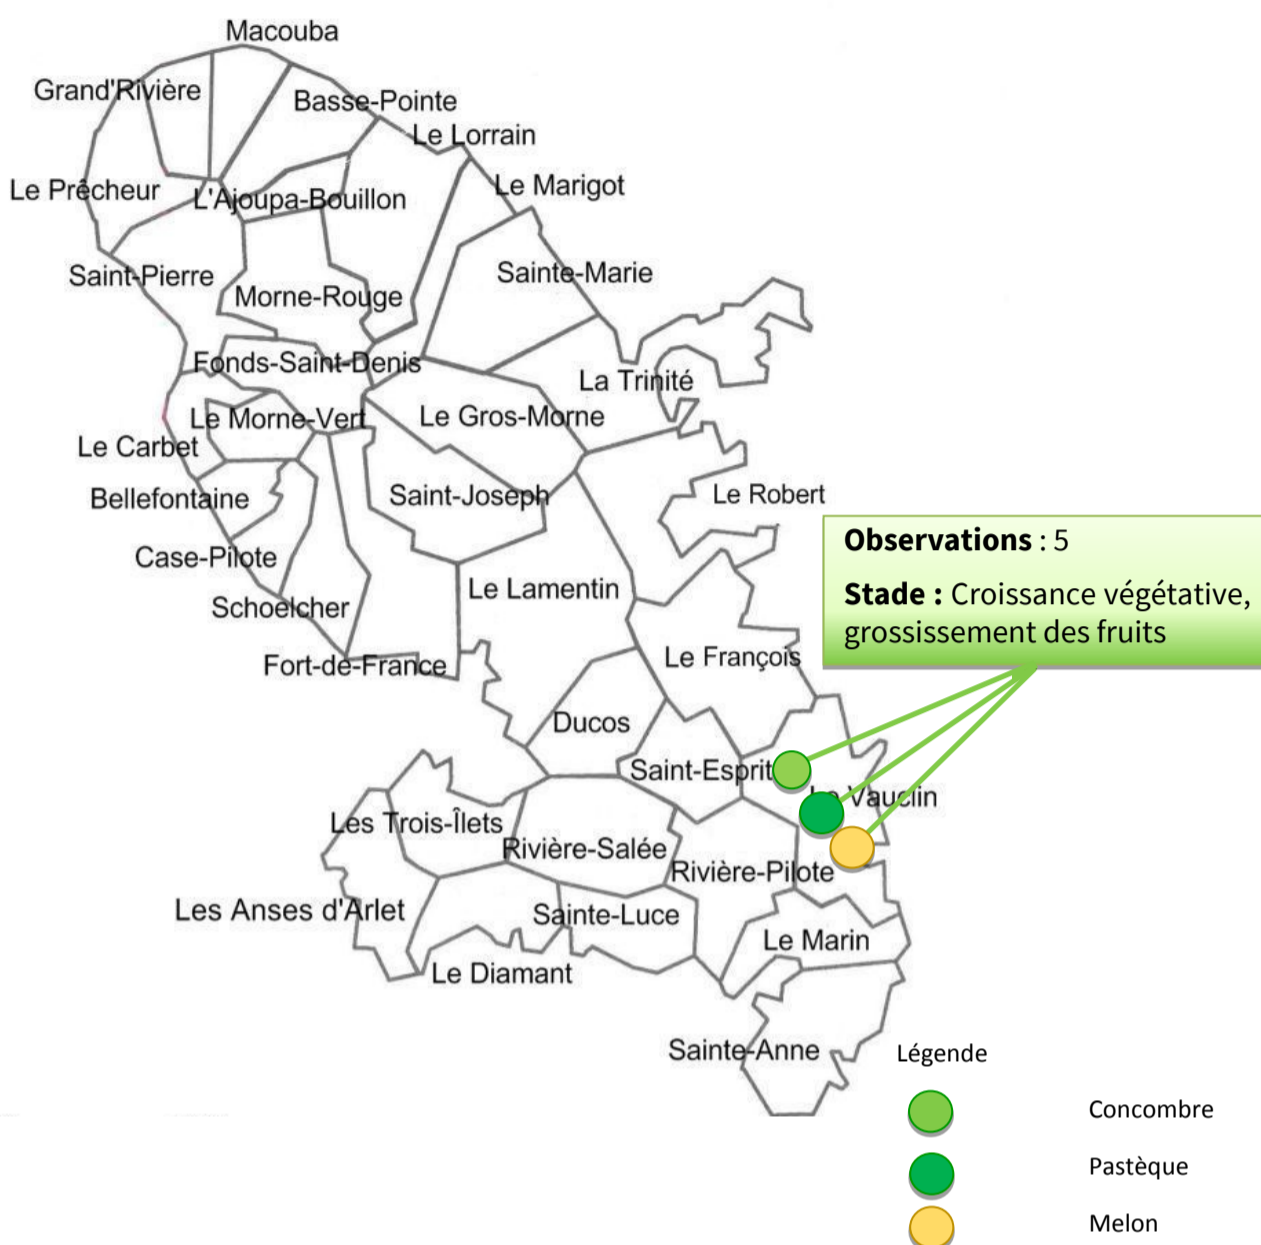 Macouba
Grand'Rivière
Basse-Pointe
Le Lorrain
Le Prêcheur
L'Ajoupa-Bouillon
Le Marigot
Saint-Pierre
Morne-Rouge
Sainte-Marie
Fonds-Saint-Denis
La Trinité
Le Morne-Vert
Le Gros-Morne
Le Carbet
Bellefontaine
Saint-Joseph
Le Robert
Case-Pilote
Schoelcher
Le Lamentin
Fort-de-France
Le François
Observations : 5
Stade : Croissance végétative,
grossissement des fruits
Ducos
Saint-Esprit
Le Vauclin
Les Trois-Îlets
Rivière-Salée
Rivière-Pilote
Les Anses d'Arlet
Sainte-Luce
Le Marin
Le Diamant
Sainte-Anne
Légende
Concombre
Pastèque
Melon